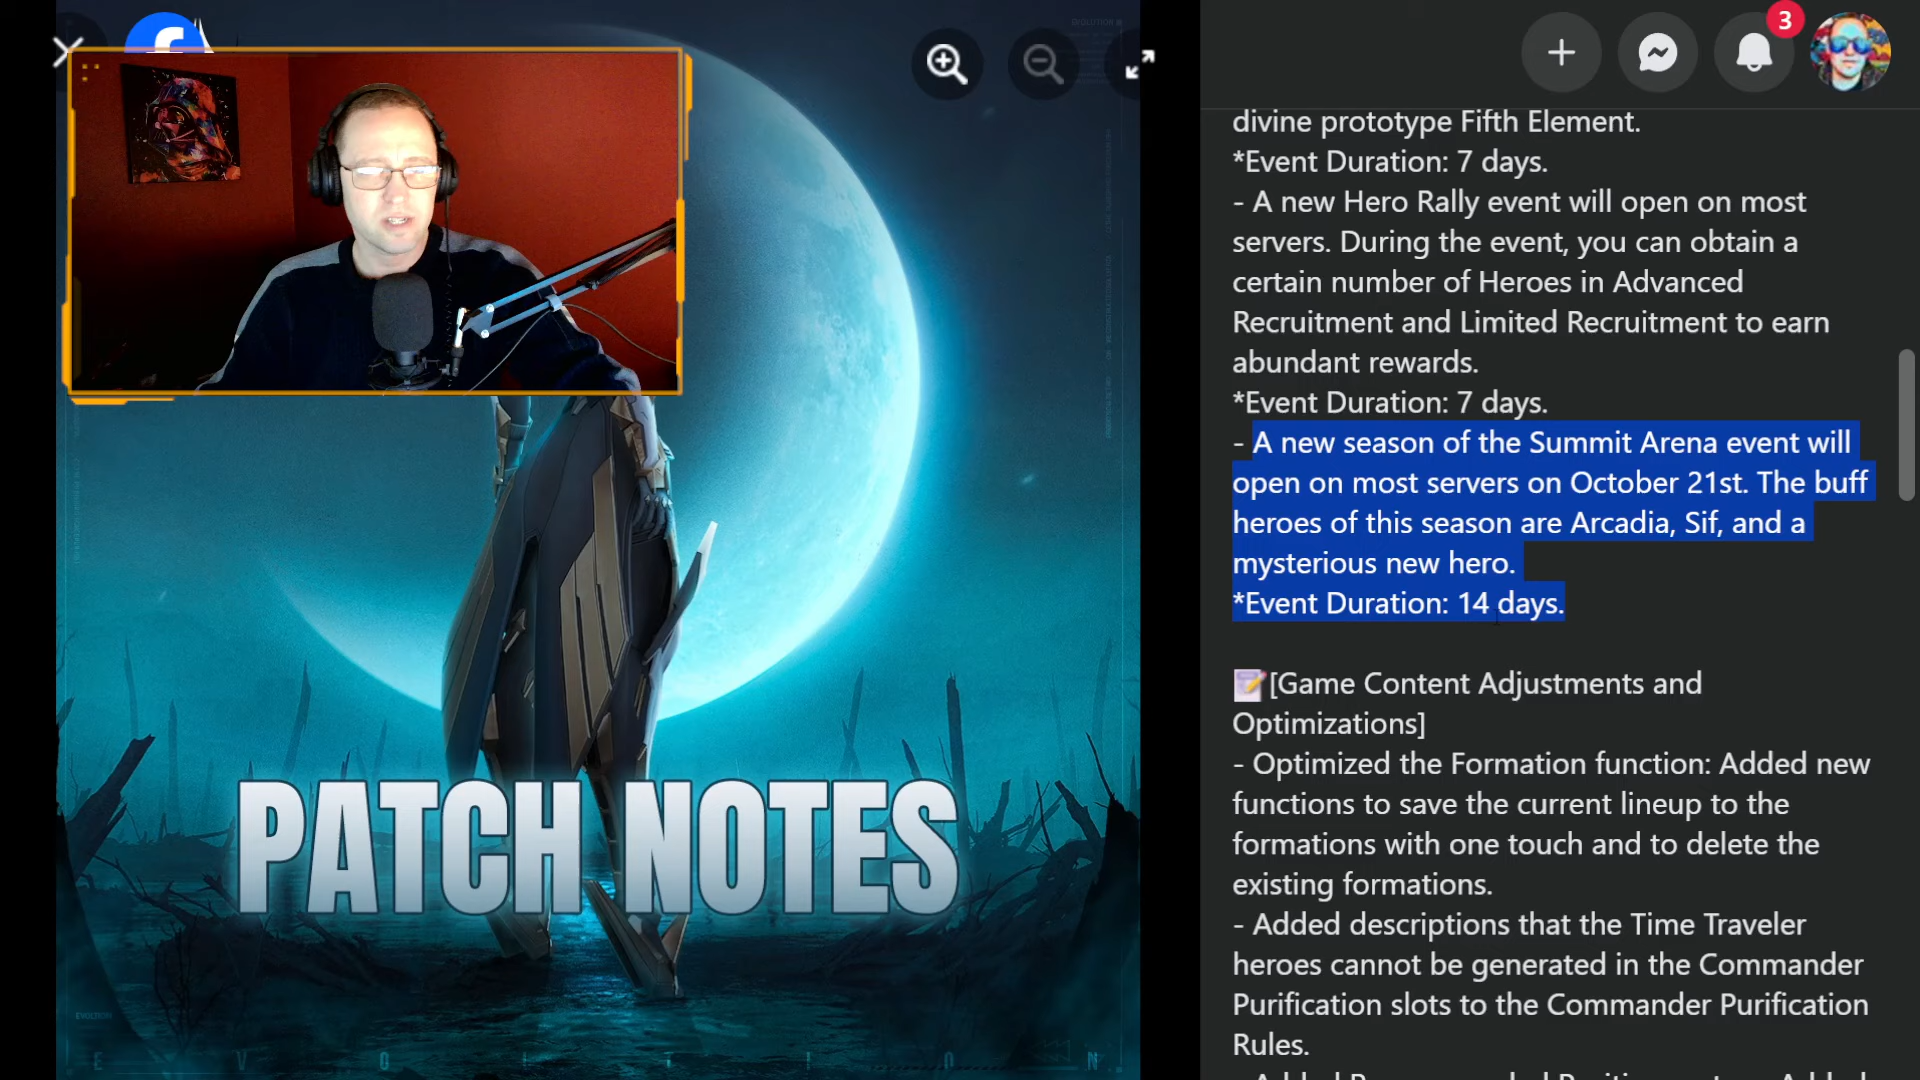 3
divine prototype Fifth Element.
*Event Duration: 7 days.
- A new Hero Rally event will open on most
servers. During the event, you can obtain a
certain number of Heroes in Advanced
Recruitment and Limited Recruitment to earn
abundant rewards.
*Event Duration: 7 days.
- A new season of the Summit Arena event will
open on most servers on October 21st. The buff
heroes of this season are Arcadia, Sif, and a
mysterious new hero.
*Event Duration: 14 days.
📝[Game Content Adjustments and
Optimizations]
- Optimized the Formation function: Added new
functions to save the current lineup to the
formations with one touch and to delete the
existing formations.
- Added descriptions that the Time Traveler
heroes cannot be generated in the Commander
Purification slots to the Commander Purification
Rules.
PATCH NOTES
EVOLUTION